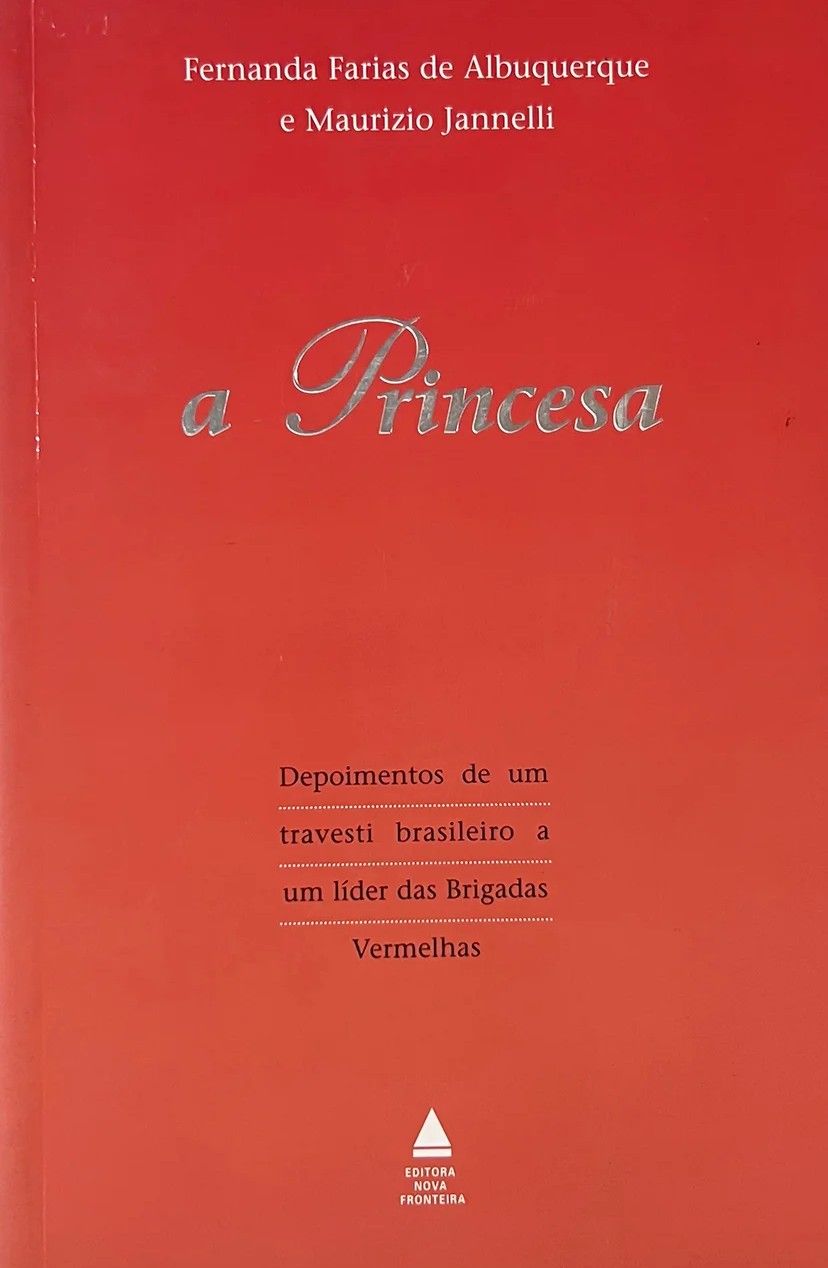 Fernanda Farias de Albuquerque
e Maurizio Jannelli
a Princesa
Depoimentos de um
travesti brasileiro a
um líder das Brigadas
Vermelhas
EDITORA
NOVA
FRONTEIRA